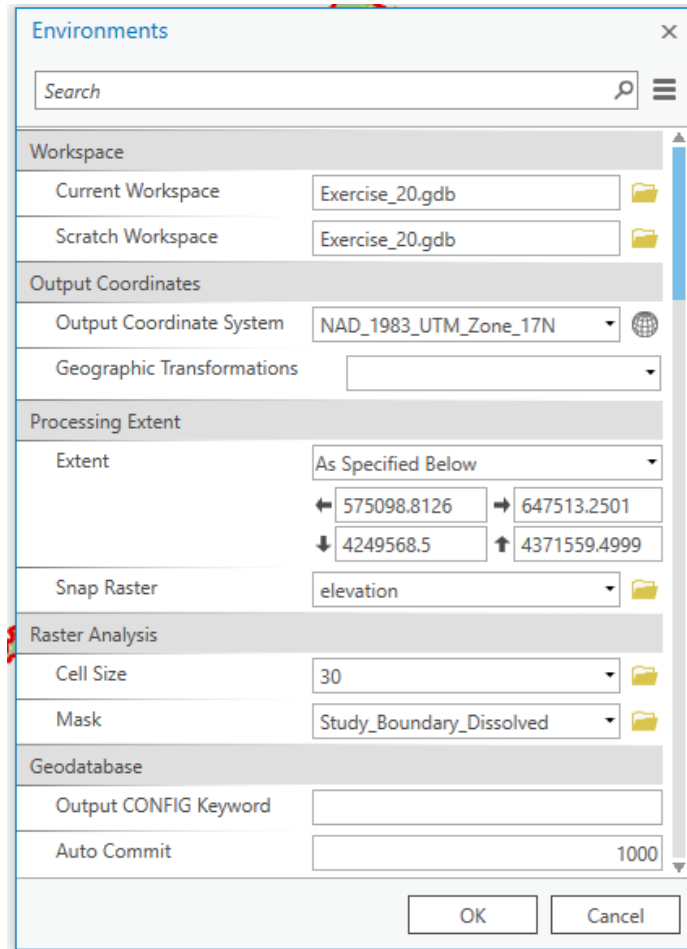 Environments
Search
Workspace
Current Workspace Exercise_20.gdb
Scratch Workspace Exercise_20.gdb
Output Coordinates
Output Coordinate System NAD_1983_UTM_Zone_17N
Geographic Transformations
Processing Extent
Extent As Specified Below
575098.8126 647513.2501
4249568.5 4371559.4999
Snap Raster elevation
Raster Analysis
Cell Size 30
Mask Study_Boundary_Dissolved
Geodatabase
Output CONFIG Keyword
Auto Commit 1000
OK Cancel